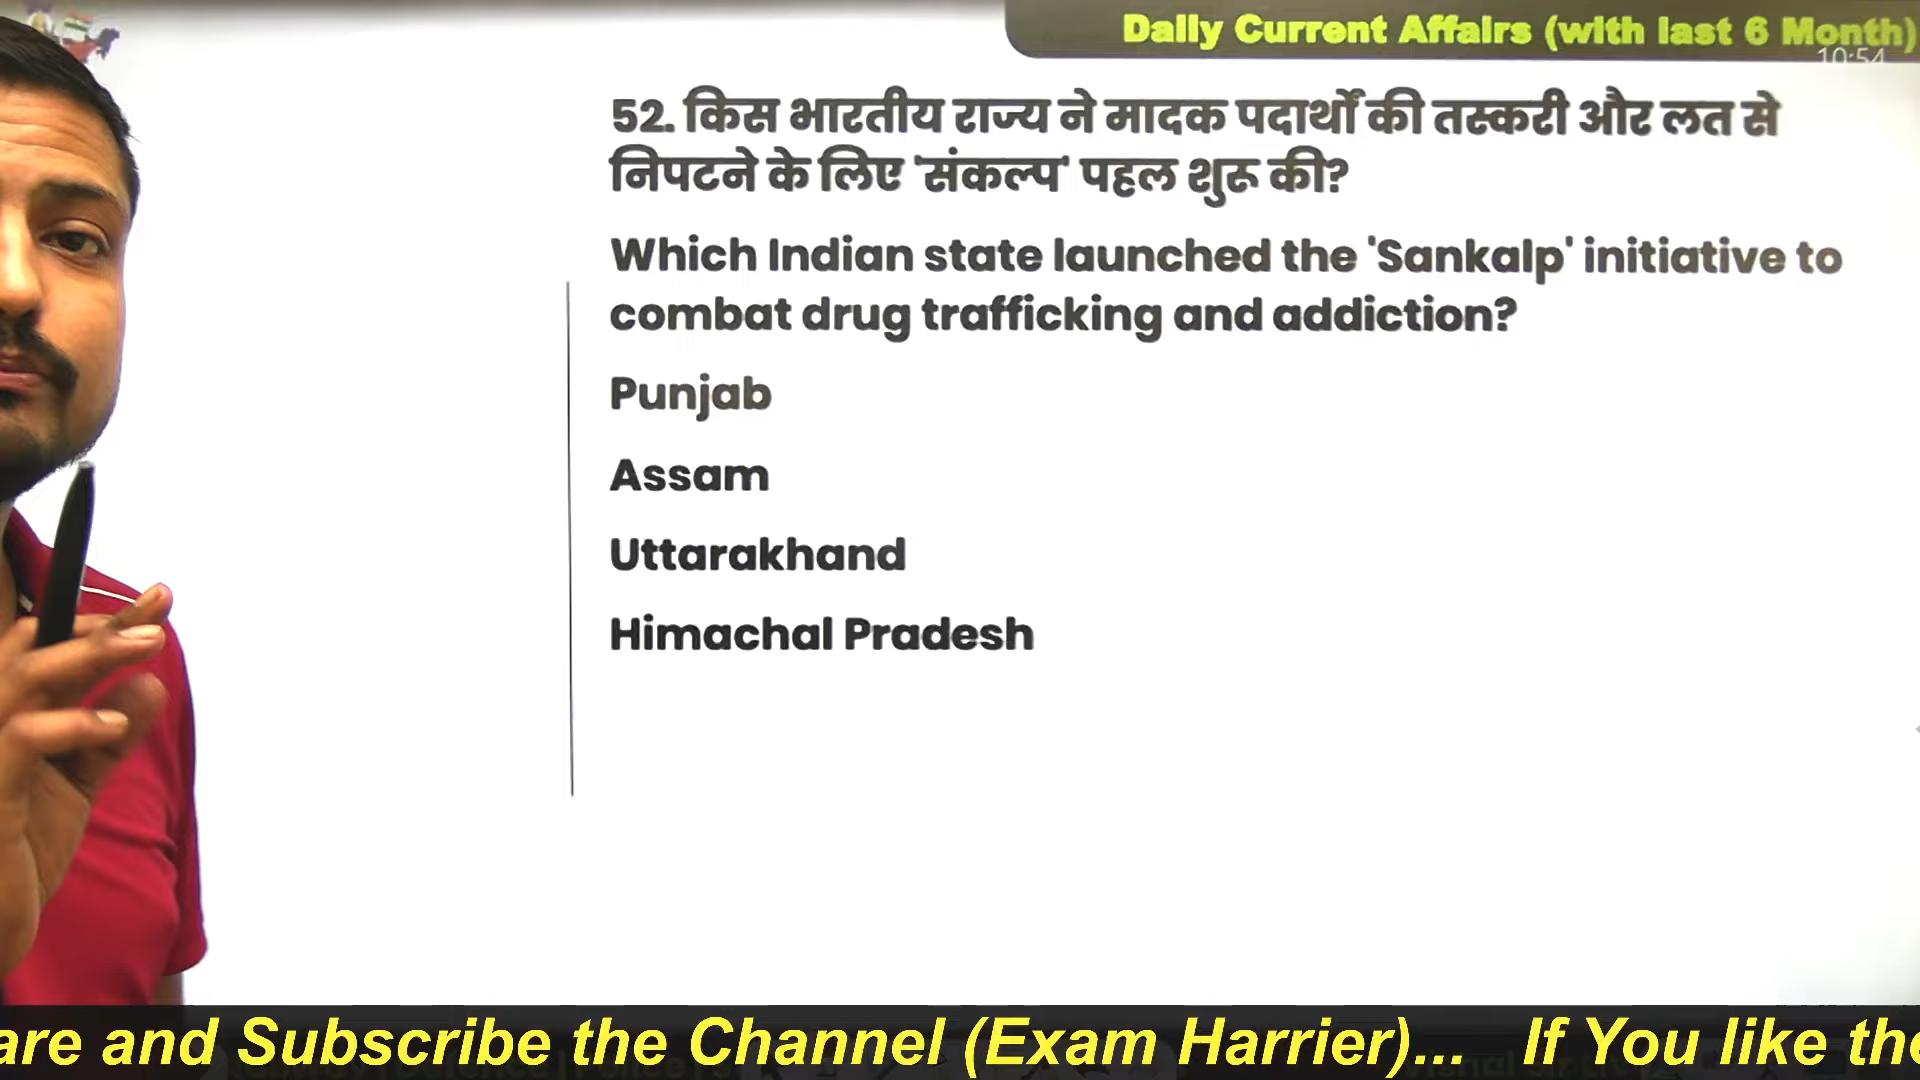 Daily Current Affairs (with last 6 Month)
10:54
52. किस भारतीय राज्य ने मादक पदार्थों की तस्करी और लत से
निपटने के लिए 'संकल्प' पहल शुरू की?
Which Indian state launched the 'Sankalp' initiative to
combat drug trafficking and addiction?
Punjab
Assam
Uttarakhand
Himachal Pradesh
are and Subscribe the Channel (Exam Harrier)... If You like the